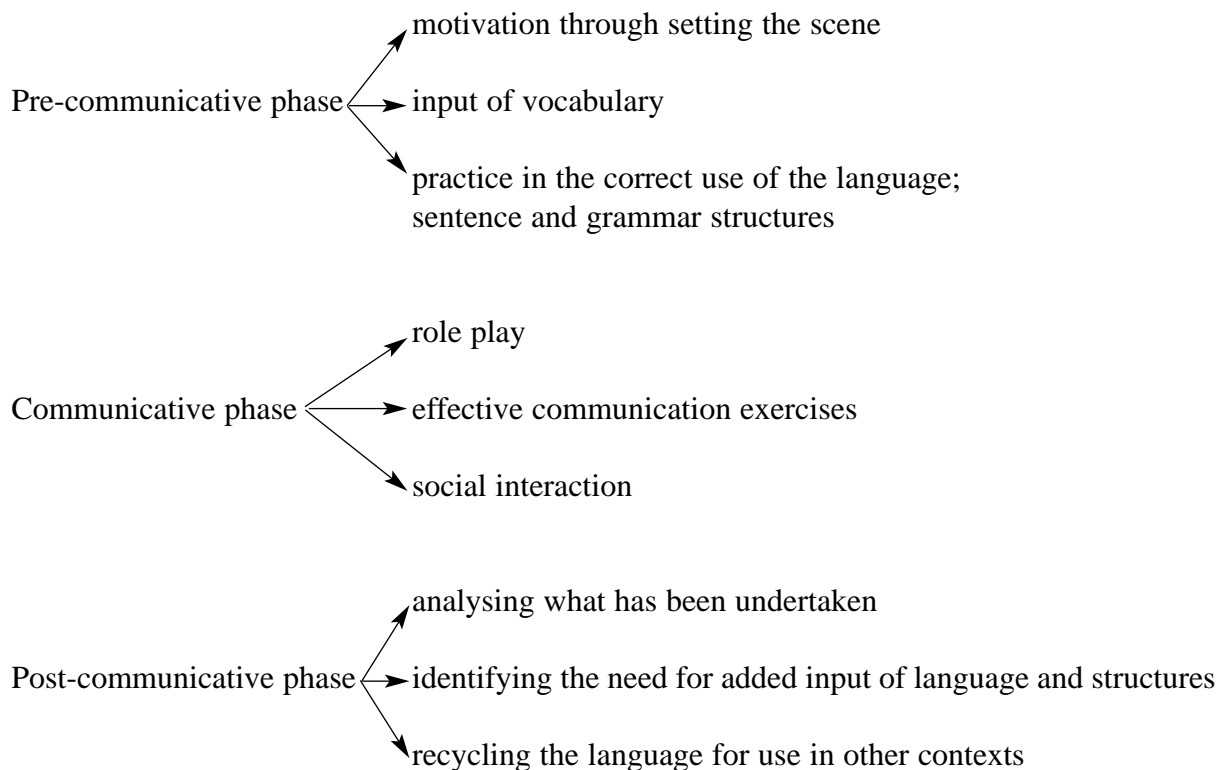 motivation through setting the scene
Pre-communicative phase
input of vocabulary
practice in the correct use of the language;
sentence and grammar structures
role play
Communicative phase
effective communication exercises
social interaction
analysing what has been undertaken
Post-communicative phase
identifying the need for added input of language and structures
recycling the language for use in other contexts